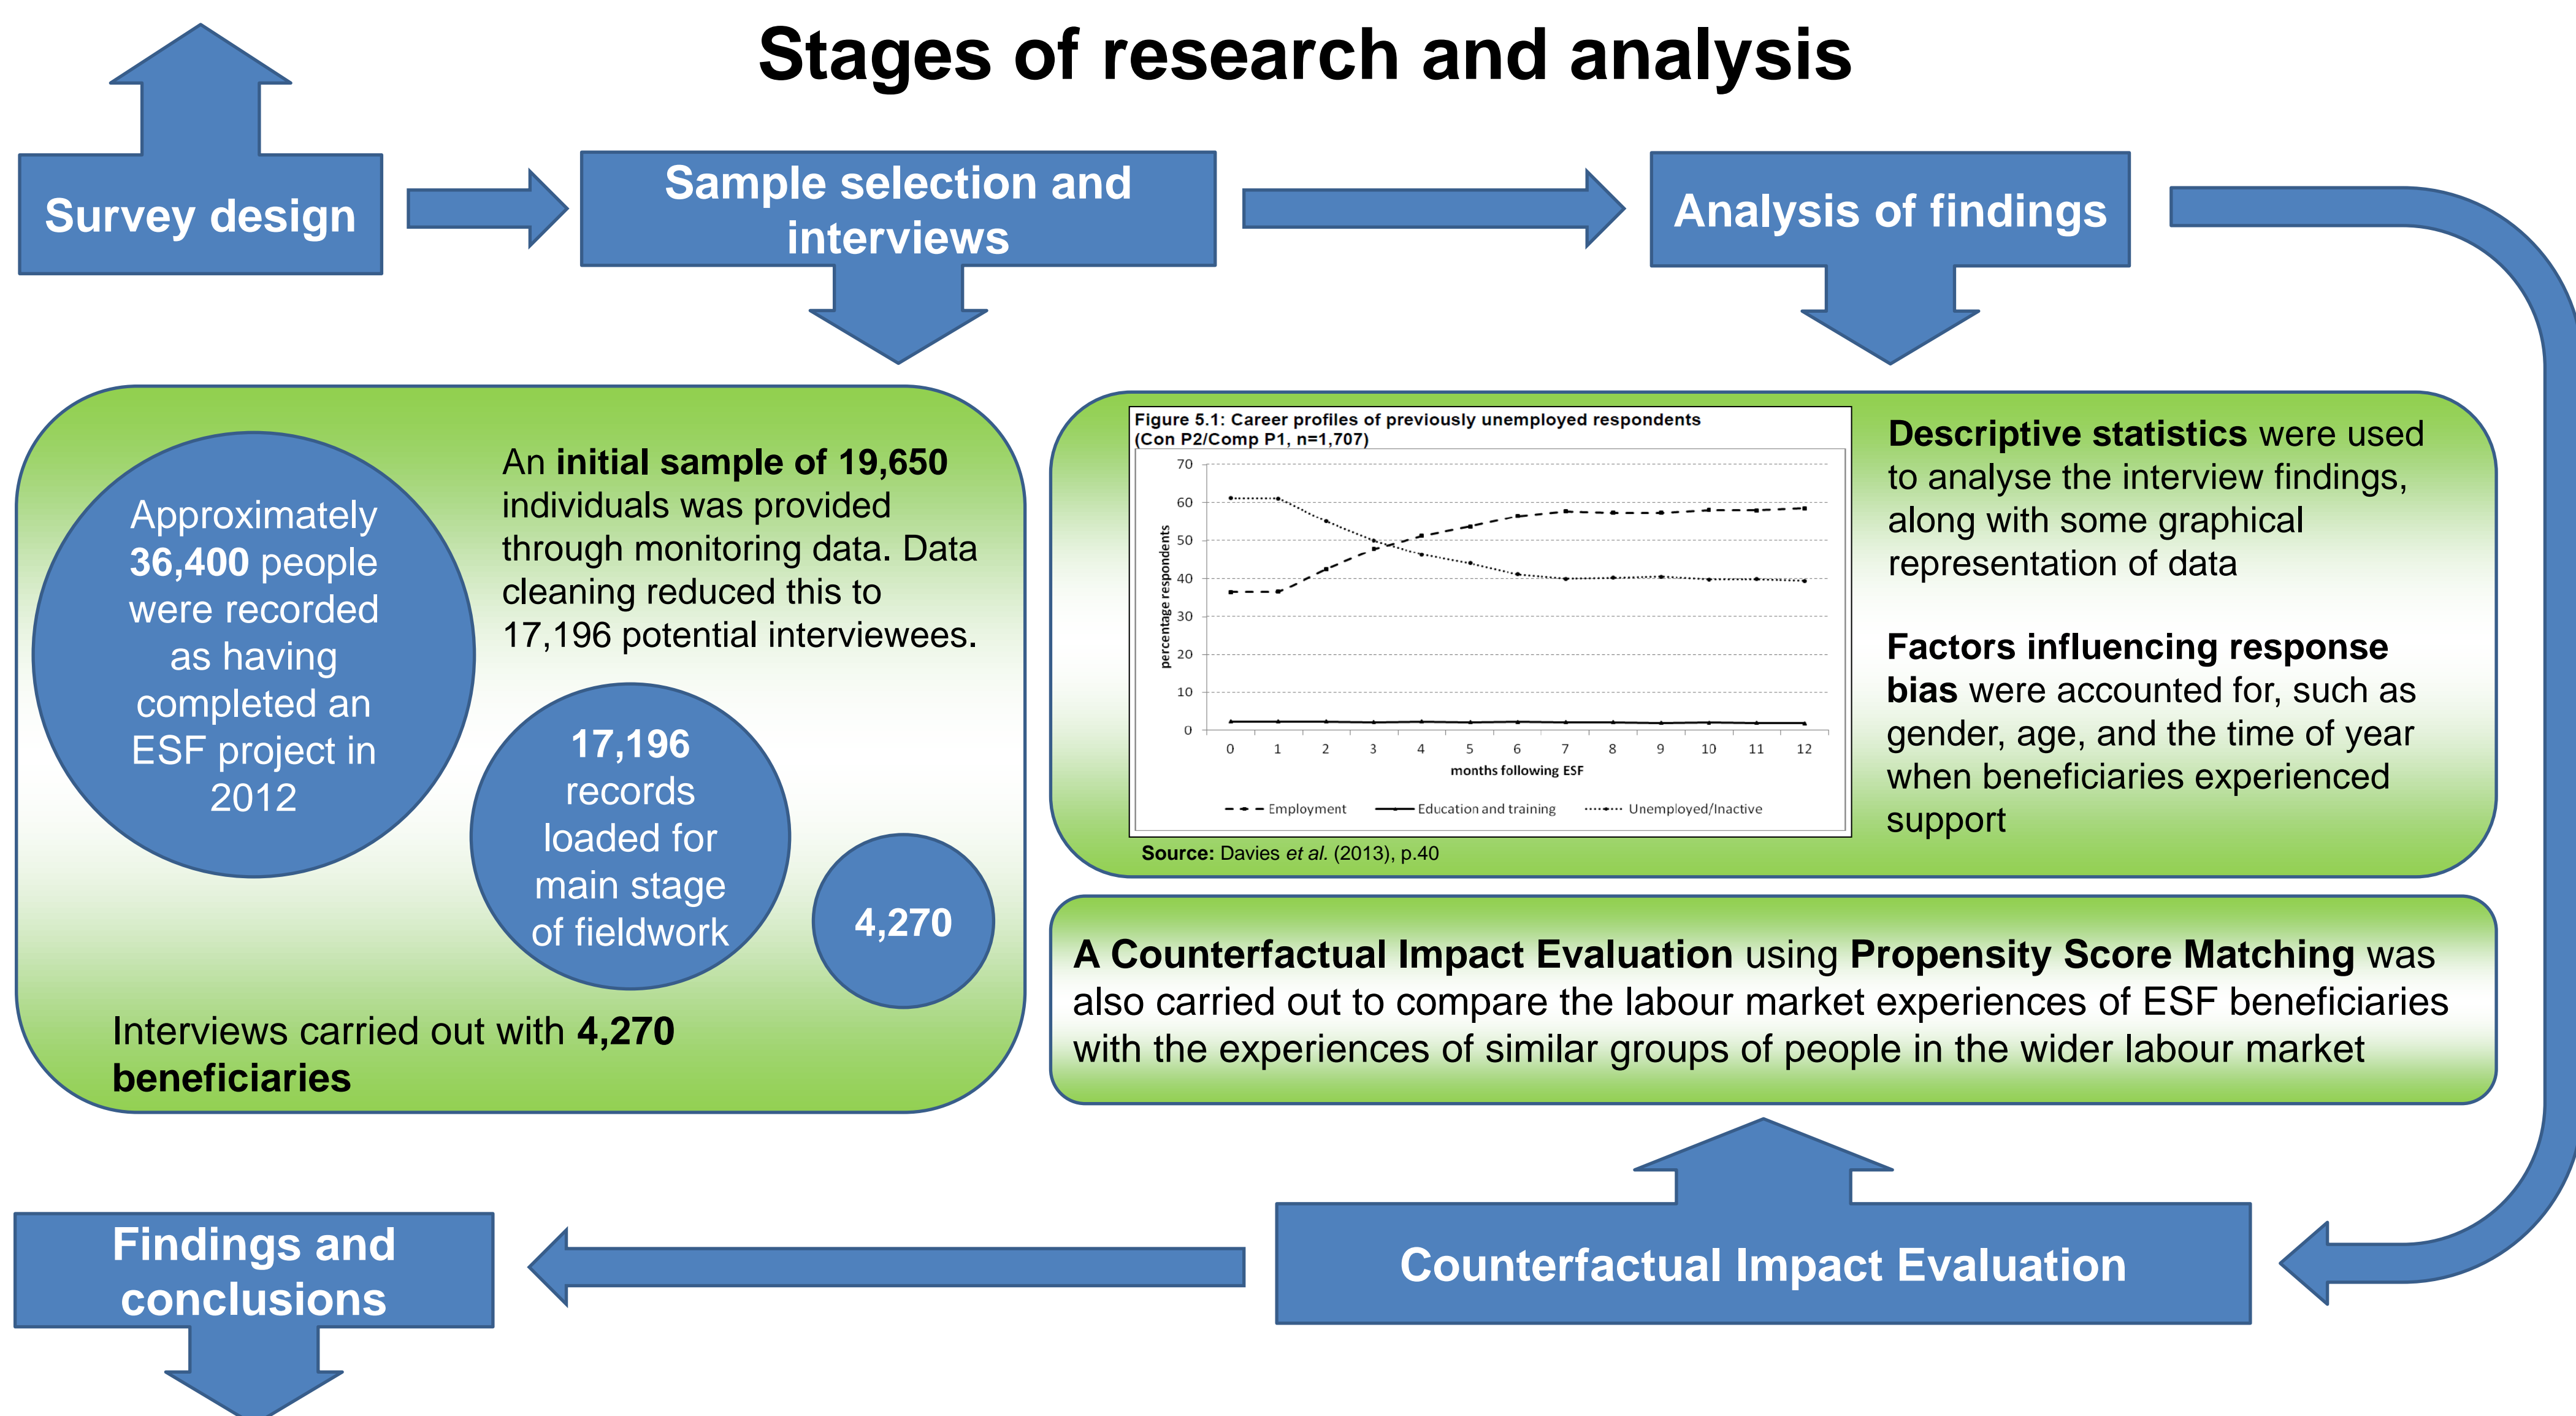 Stages of research and analysis
Survey design
Sample selection and
interviews
Analysis of findings
Approximately
36,400 people
were recorded
as having
completed an
ESF project in
2012
An initial sample of 19,650
individuals was provided
through monitoring data. Data
cleaning reduced this to
17,196 potential interviewees.
17,196
records
loaded for
main stage
of fieldwork
4,270
Interviews carried out with 4,270
beneficiaries
Figure 5.1: Career profiles of previously unemployed respondents
(Con P2/Comp P1, n=1,707)
percentage respondents
70
60
50
40
30
20
10
0
0 1 2 3 4 5 6 7 8 9 10 11 12
months following ESF
Employment Education and training Unemployed/Inactive
Source: Davies et al. (2013), p.40
Descriptive statistics were used
to analyse the interview findings,
along with some graphical
representation of data
Factors influencing response
bias were accounted for, such as
gender, age, and the time of year
when beneficiaries experienced
support
A Counterfactual Impact Evaluation using Propensity Score Matching was
also carried out to compare the labour market experiences of ESF beneficiaries
with the experiences of similar groups of people in the wider labour market
Findings and
conclusions
Counterfactual Impact Evaluation